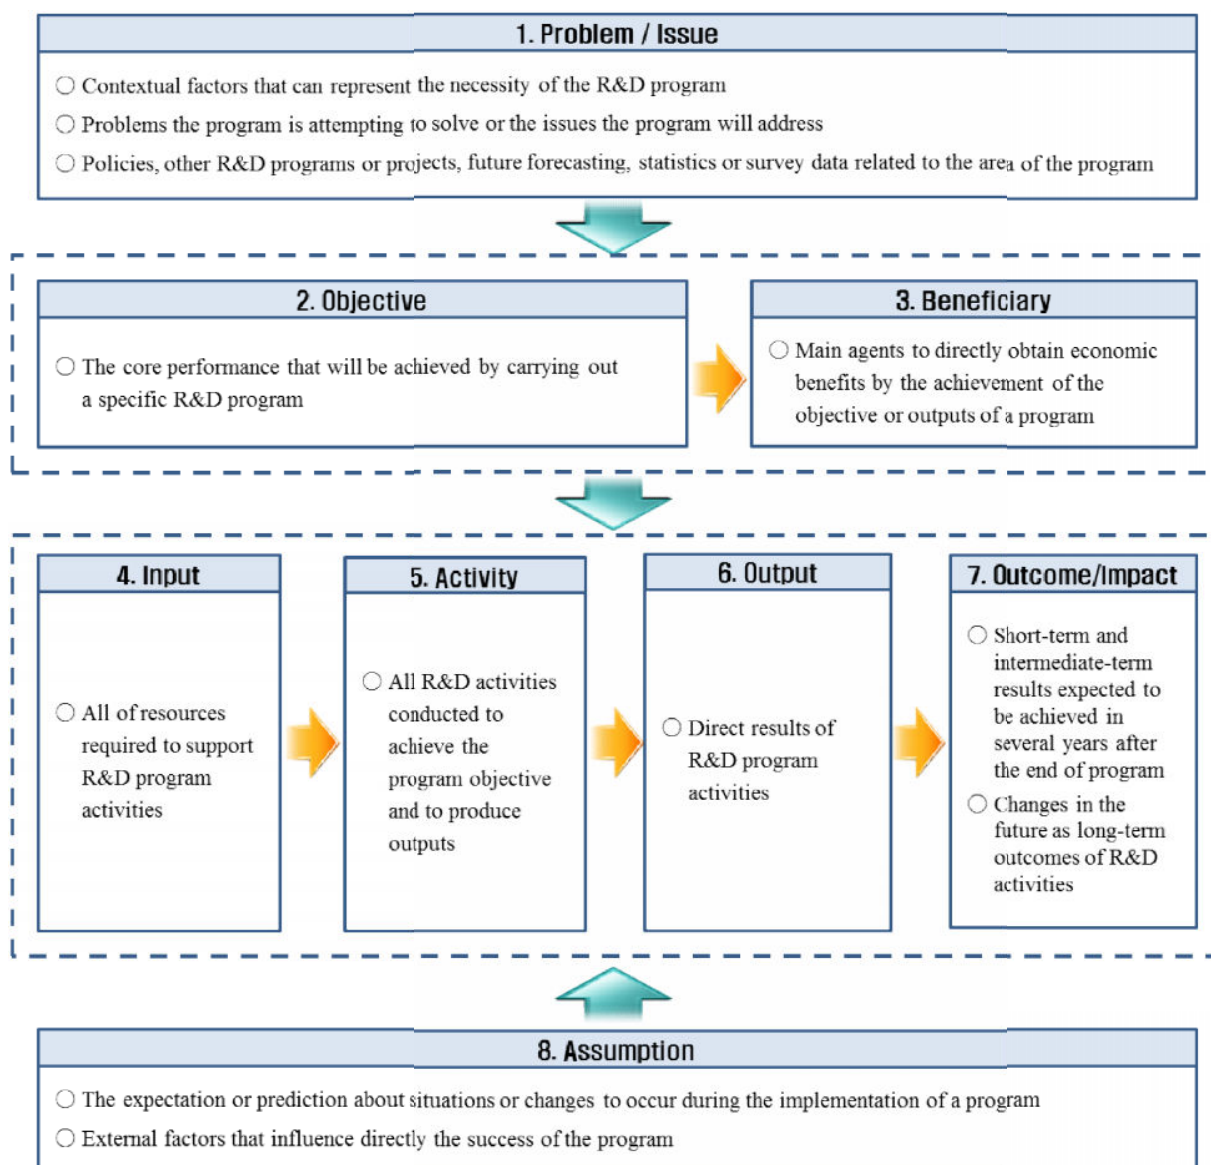 1. Problem / Issue
○ Contextual factors that can represent the necessity of the R&D program
○ Problems the program is attempting to solve or the issues the program will address
○ Policies, other R&D programs or projects, future forecasting, statistics or survey data related to the area of the program
2. Objective
○ The core performance that will be achieved by carrying out
a specific R&D program
3. Beneficiary
○ Main agents to directly obtain economic
benefits by the achievement of the
objective or outputs of a program
4. Input
○ All of resources
required to support
R&D program
activities
5. Activity
○ All R&D activities
conducted to
achieve the
program objective
and to produce
outputs
6. Output
○ Direct results of
R&D program
activities
7. Outcome/Impact
○ Short-term and
intermediate-term
results expected to
be achieved in
several years after
the end of program
○ Changes in the
future as long-term
outcomes of R&D
activities
8. Assumption
○ The expectation or prediction about situations or changes to occur during the implementation of a program
○ External factors that influence directly the success of the program